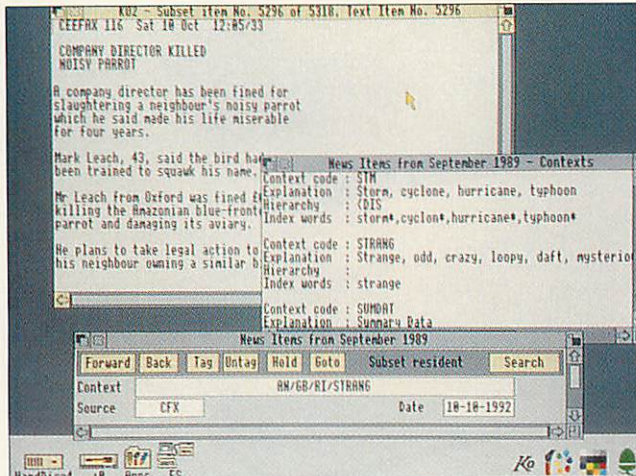 K02 - Subset item No. 5296 of 5318, Text Item No. 5296
CEEFAX 116 Sat 10 Oct 12:05/33
COMPANY DIRECTOR KILLED
NOISY PARROT
A company director has been fined for
slaughtering a neighbour's noisy parrot
which he said made his life miserable
for four years.
Mark Leach, 43, said the bird had
been trained to squawk his name.
Mr Leach from Oxford was fined
killing the Amazonian blue-fronte
parrot and damaging its aviary.
He plans to take legal action to
his neighbour owning a similar b
News Items from September 1989 - Contexts
Context code : STM
Explanation : Storm, cyclone, hurricane, typhoon
Hierarchy : (DIS
Index words : storm*,cyclon*,hurricane*,typhoon*
Context code : STRANG
Explanation : Strange, odd, crazy, loopy, daft, mysterio
Hierarchy :
Index words : strange
Context code : SUMDAT
Explanation : Summary Data
News Items from September 1989
Forward Back Tag Untag Hold Goto Subset resident Search
Context AN/GB/RI/STRANG
Source CFX Date 10-10-1992
:0 Apps FS Ko